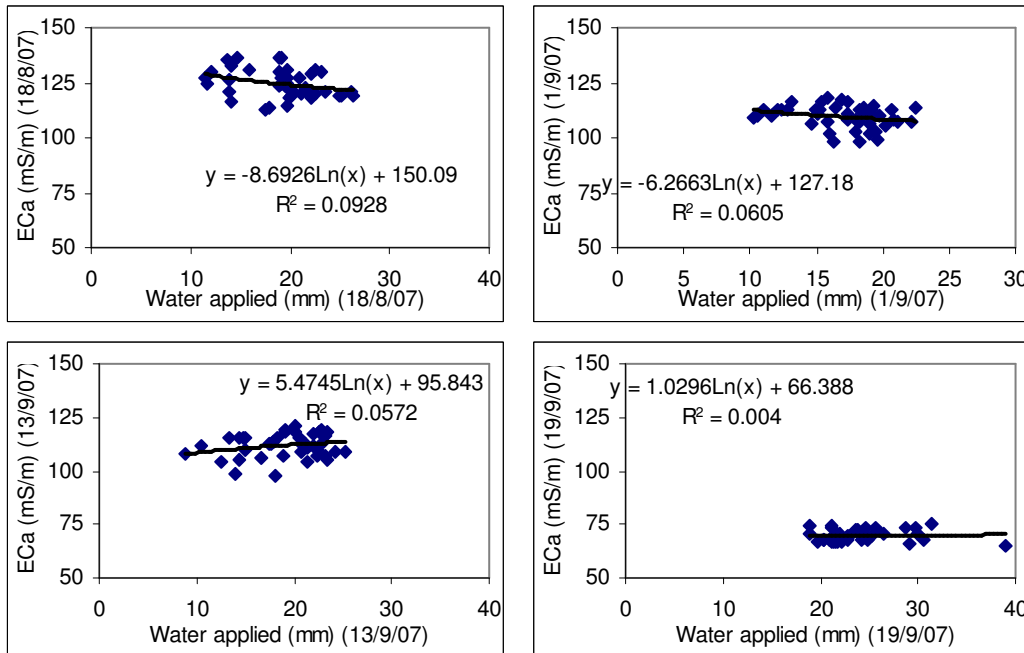 ECa (mS/m) (18/8/07)
150
125
100
75
50
y = -8.6926Ln(x) + 150.09
R² = 0.0928
0 10 20 30 40
Water applied (mm) (18/8/07)
ECa (mS/m) (1/9/07)
150
125
100
75
50
y = -6.2663Ln(x) + 127.18
R² = 0.0605
0 5 10 15 20 25 30
Water applied (mm) (1/9/07)
ECa (mS/m) (13/9/07)
150
125
100
75
50
y = 5.4745Ln(x) + 95.843
R² = 0.0572
0 10 20 30 40
Water applied (mm) (13/9/07)
ECa (mS/m) (19/9/07)
150
125
100
75
50
y = 1.0296Ln(x) + 66.388
R² = 0.004
0 10 20 30 40
Water applied (mm) (19/9/07)